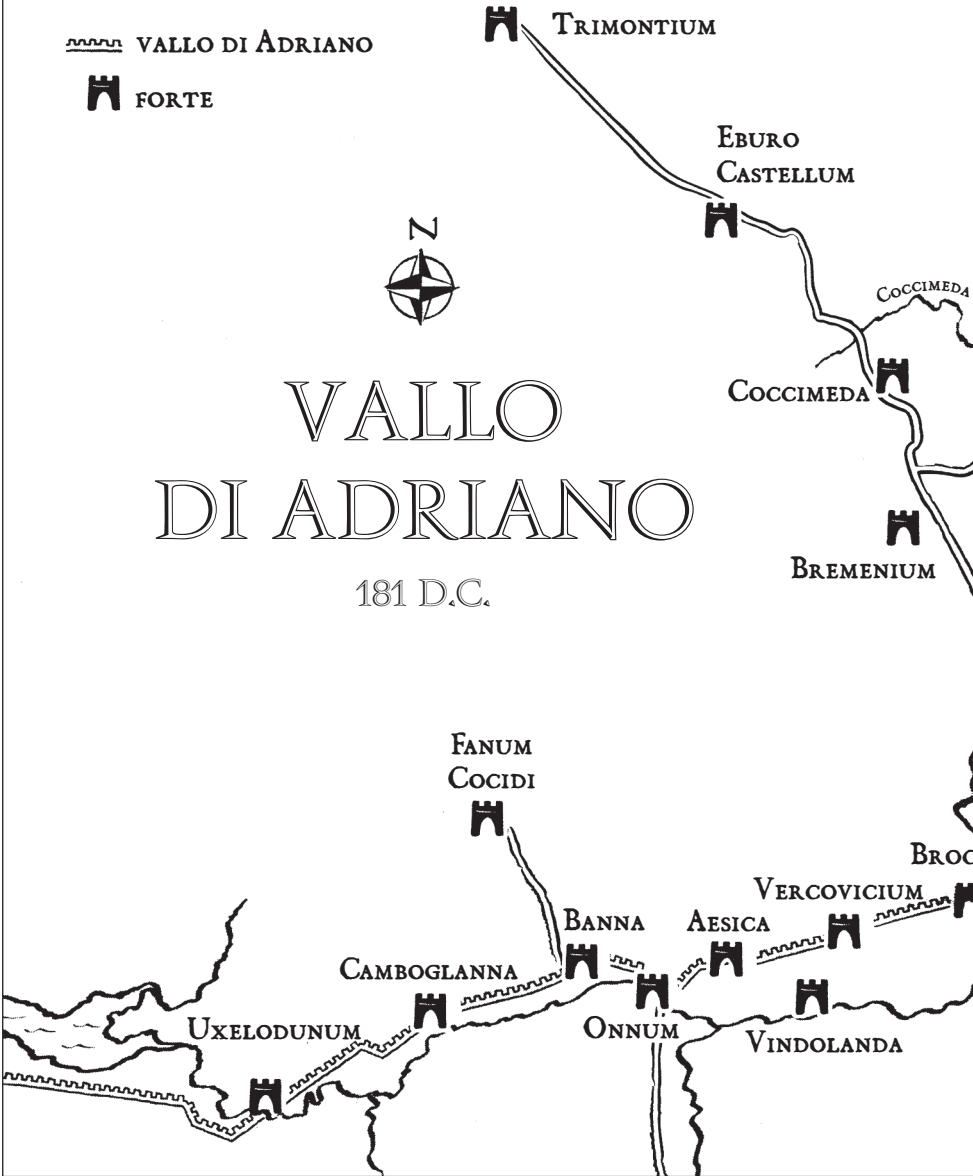 VALLO DI ADRIANO
FORTE
TRIMONTIUM
EBURO
CASTELLUM
N
COCCIMEDA
COCCIMEDA
VALLO
DI ADRIANO
181 D.C.
BREMENIUM
FANUM
COCIDI
BROC
VERCOVICIUM
BANNA
AESICA
CAMBOGLANNA
UXELODUNUM
ONNUM
VINDOLANDA